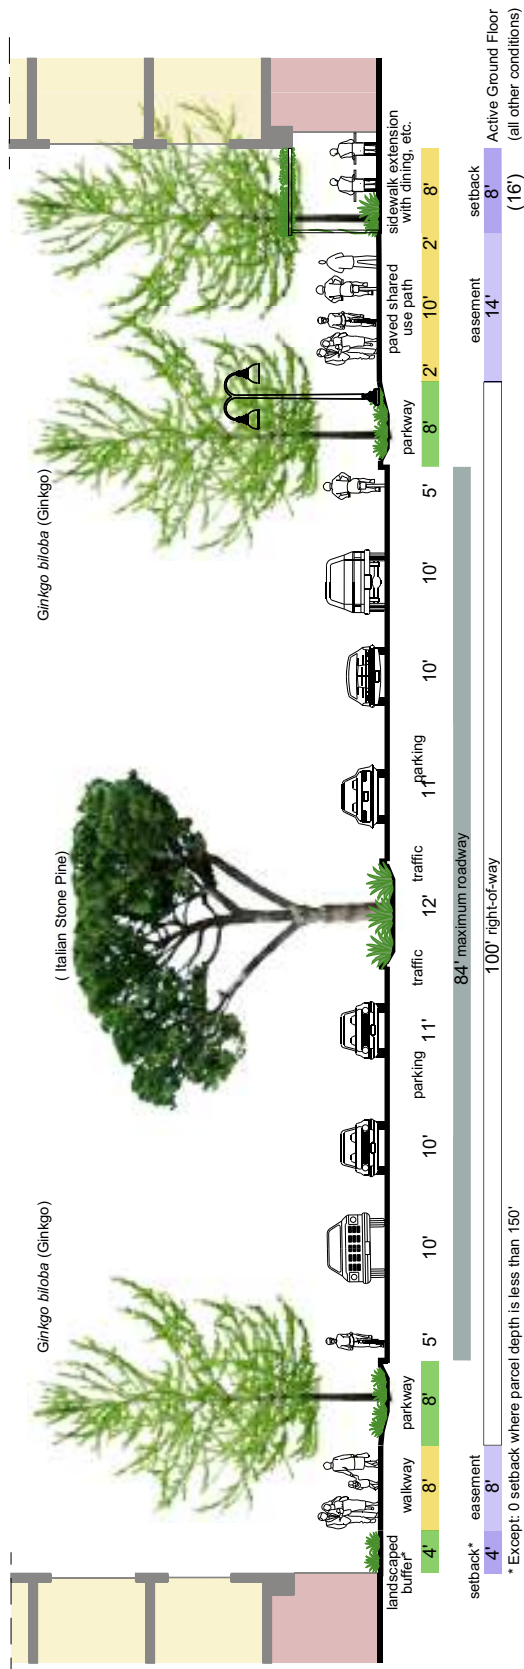 Ginkgo biloba (Ginkgo)
( Italian Stone Pine)
Ginkgo biloba (Ginkgo)
landscaped
buffer*
walkway
parkway
parking
traffic
traffic
parking
parkway
paved shared
use path
sidewalk extension
with dining, etc.
4'
8'
8'
5'
10'
10'
11'
12'
11'
10'
10'
5'
8'
2'
10'
2'
8'
84' maximum roadway
setback*
easement
easement
setback
4'
8'
100' right-of-way
14'
8'
Active Ground Floor
(all other conditions)
(16')
* Except: 0 setback where parcel depth is less than 150'